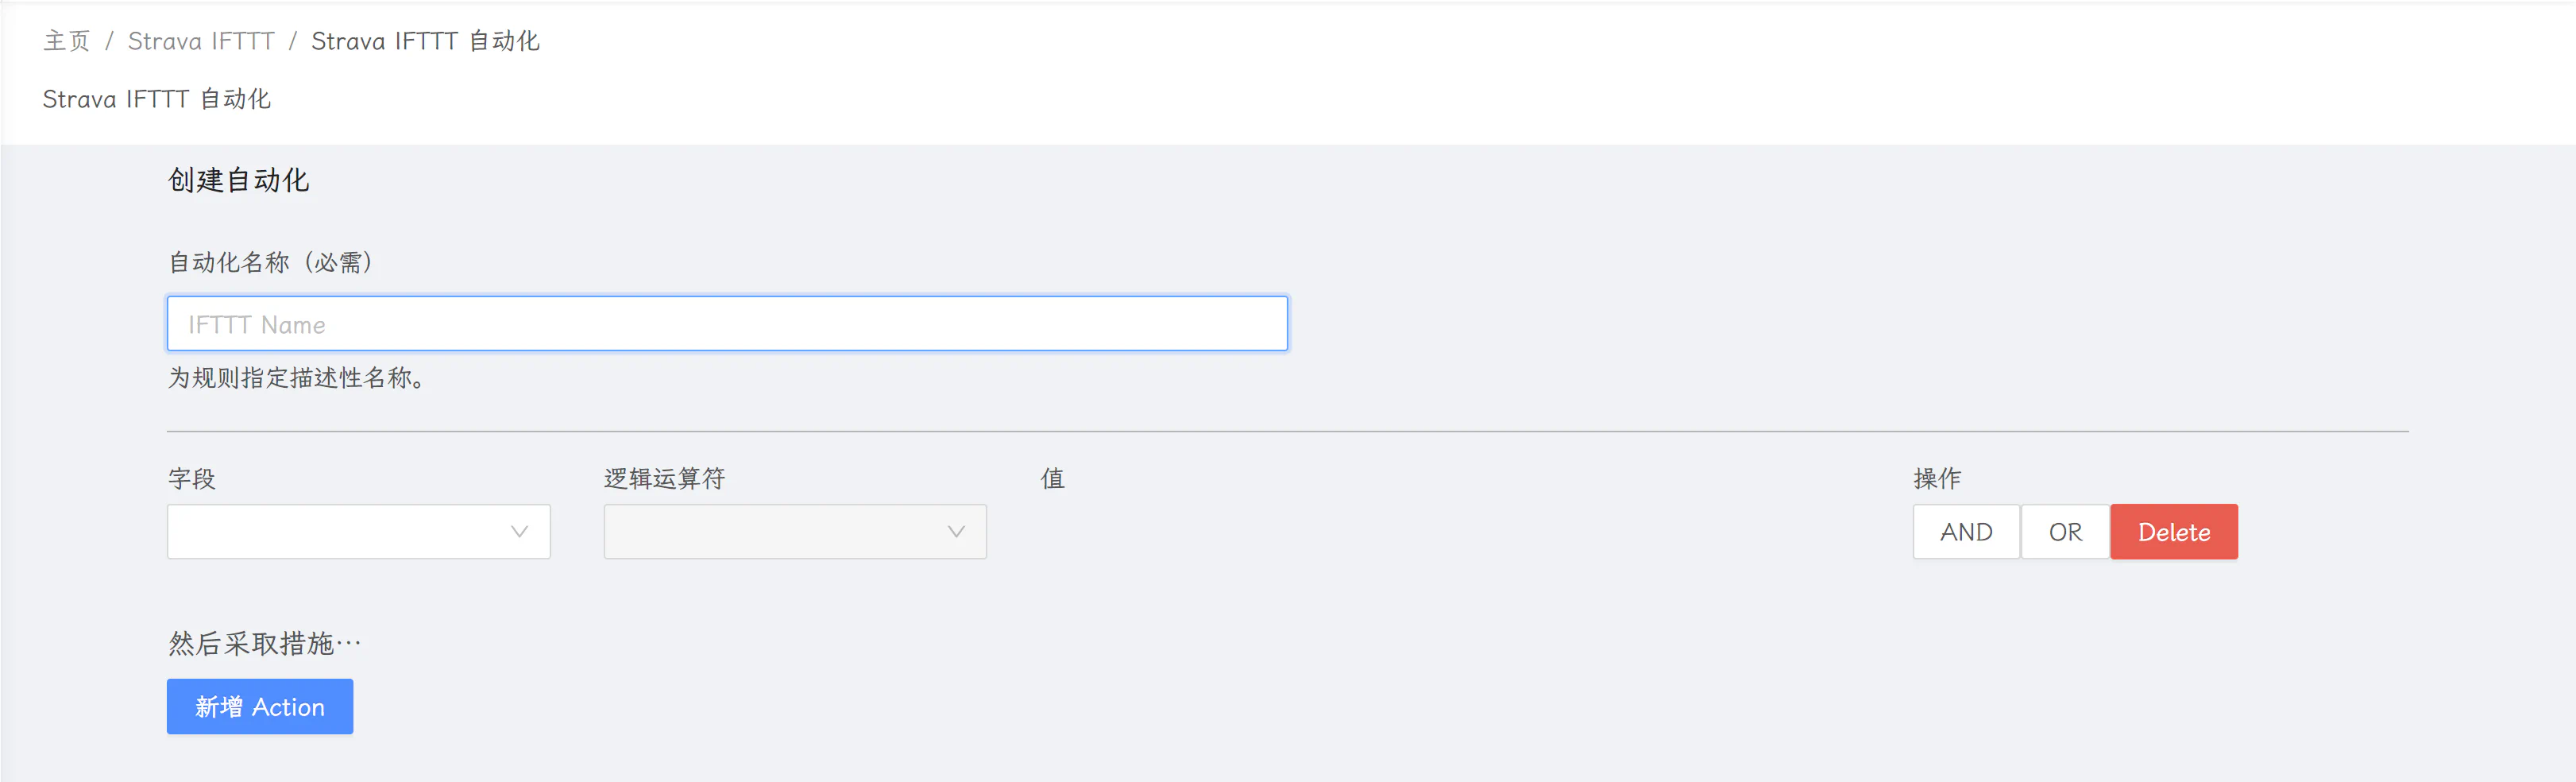 主页 / Strava IFTTT / Strava IFTTT 自动化
Strava IFTTT 自动化
创建自动化
自动化名称（必需）
IFTTT Name
为规则指定描述性名称。
字段 逻辑运算符 值 操作
AND OR Delete
然后采取措施…
新增 Action